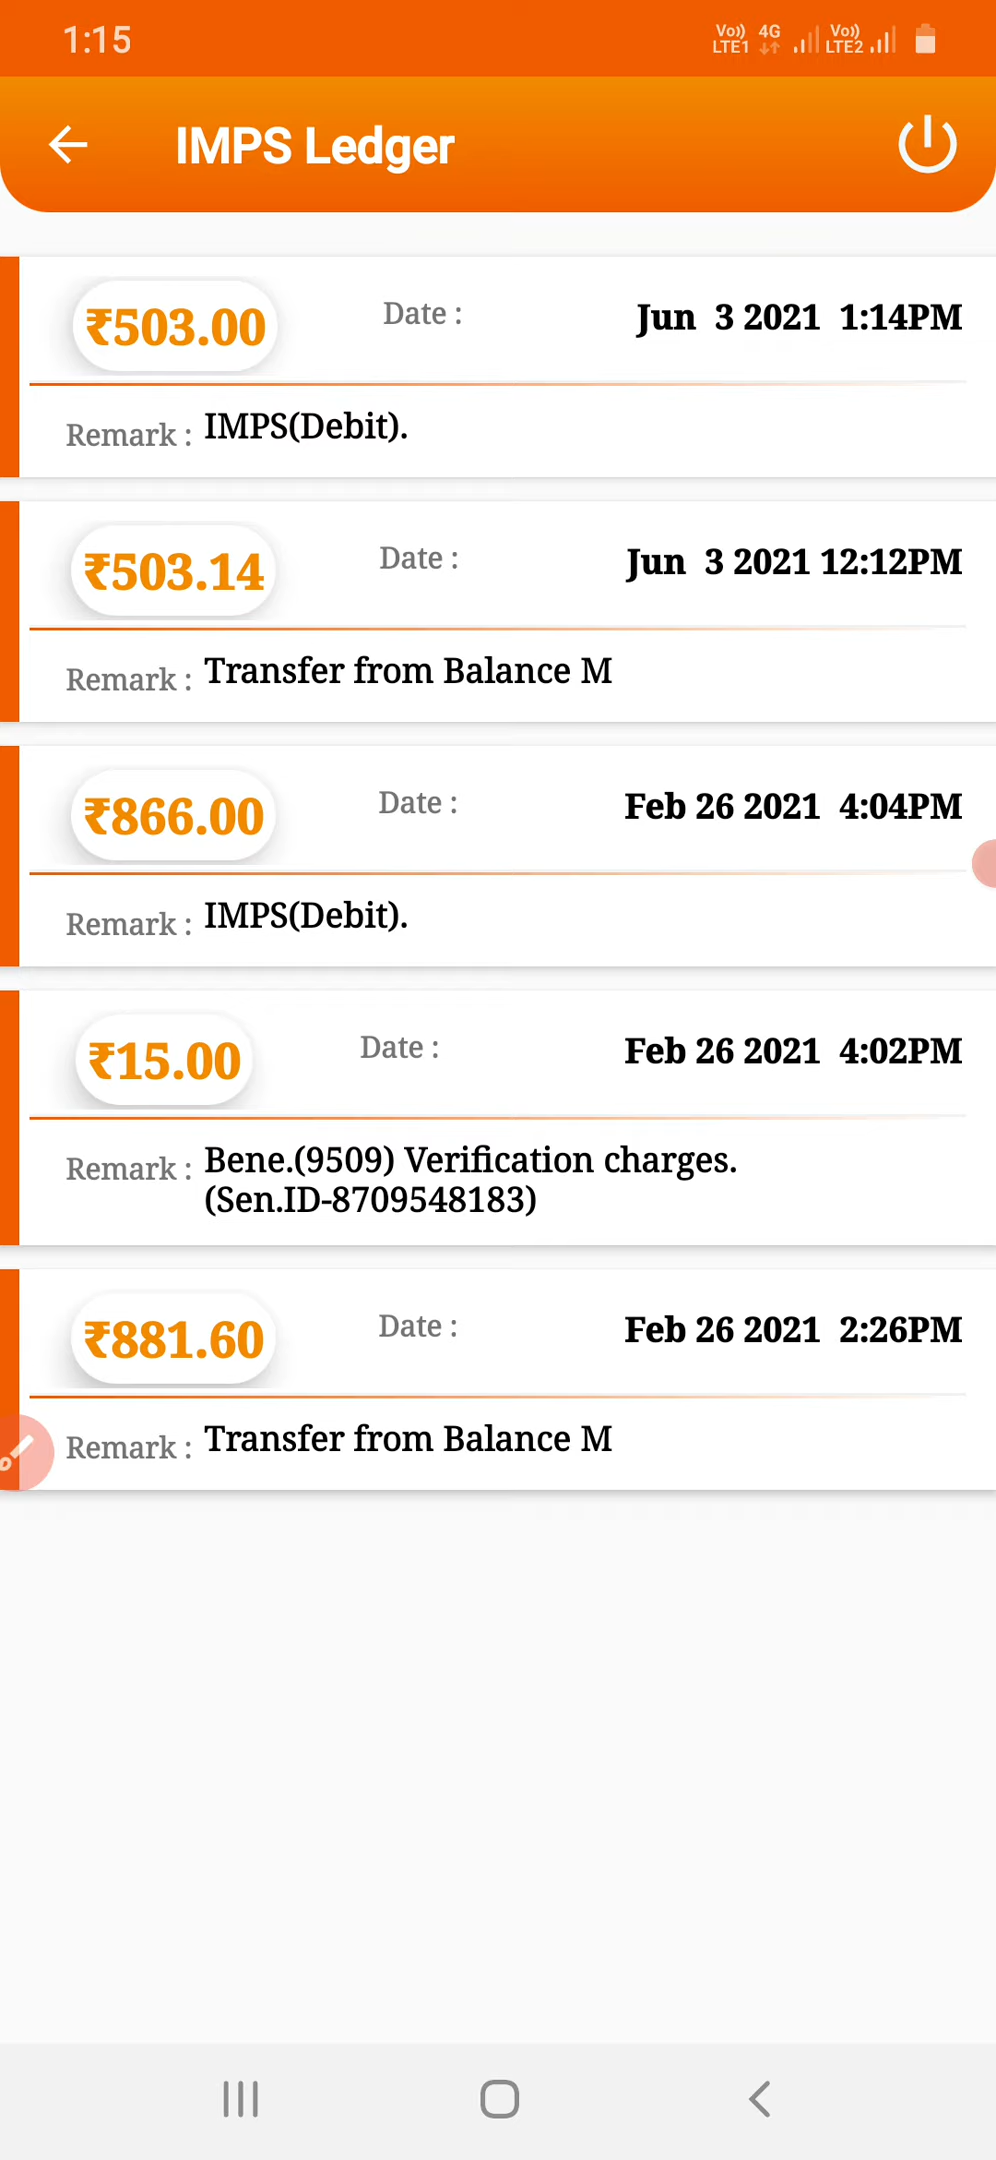 1:15
Vo)) 4G Vo))
LTE1 LTE2
IMPS Ledger
₹503.00 Date : Jun 3 2021 1:14PM
Remark : IMPS(Debit).
₹503.14 Date : Jun 3 2021 12:12PM
Remark : Transfer from Balance M
₹866.00 Date : Feb 26 2021 4:04PM
Remark : IMPS(Debit).
₹15.00 Date : Feb 26 2021 4:02PM
Remark : Bene.(9509) Verification charges.
(Sen.ID-8709548183)
₹881.60 Date : Feb 26 2021 2:26PM
Remark : Transfer from Balance M